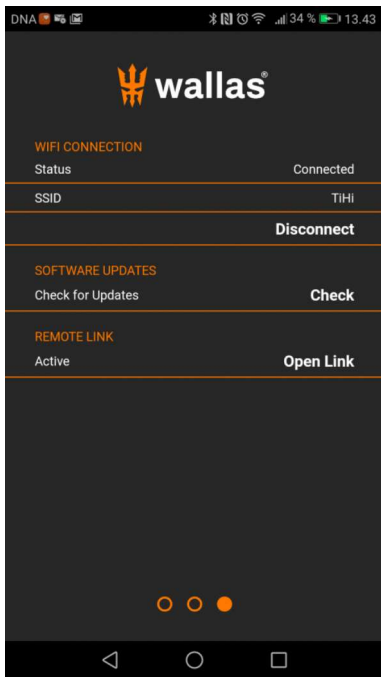 DNA 34 % 13.43
wallas®
WIFI CONNECTION
Status Connected
SSID TiHi
Disconnect
SOFTWARE UPDATES
Check for Updates Check
REMOTE LINK
Active Open Link